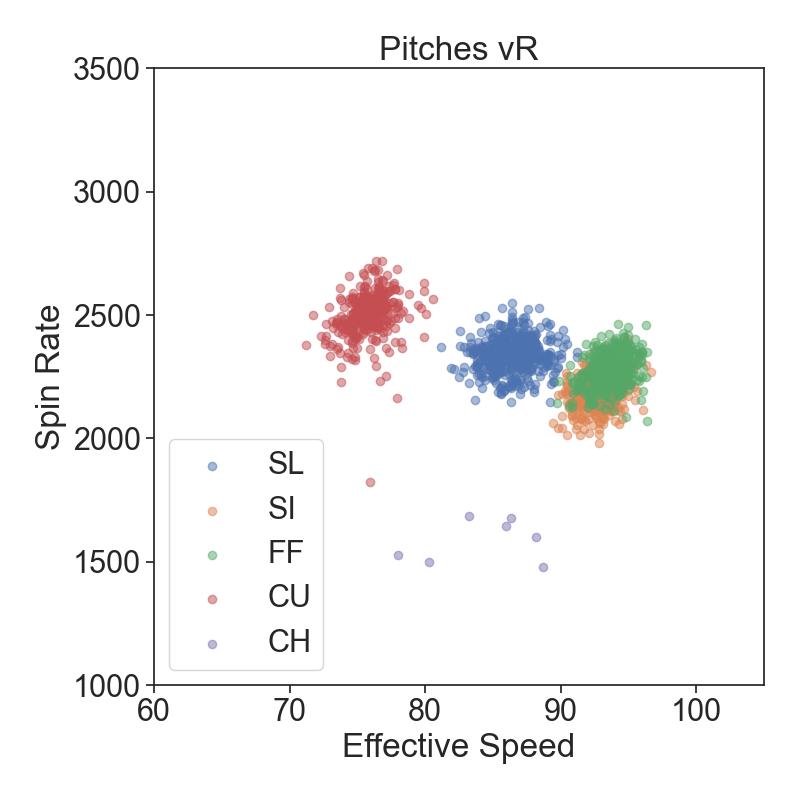 Pitches vR
3500
3000
2500
2000
1500
1000
Spin Rate
SL
SI
FF
CU
CH
60 70 80 90 100
Effective Speed